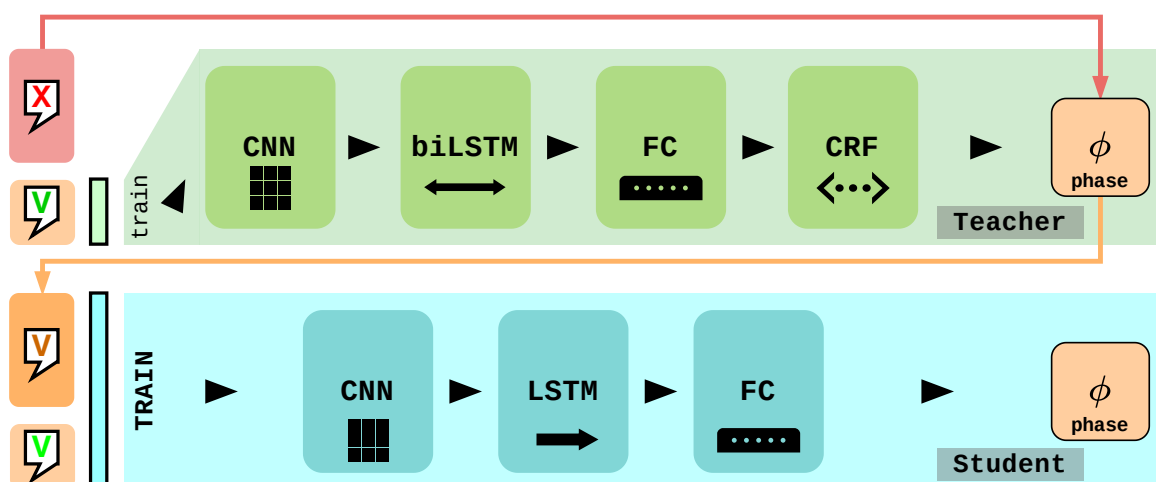 X
V
train
CNN
biLSTM
FC
CRF
ϕ
phase
Teacher
V
V
TRAIN
CNN
LSTM
FC
ϕ
phase
Student